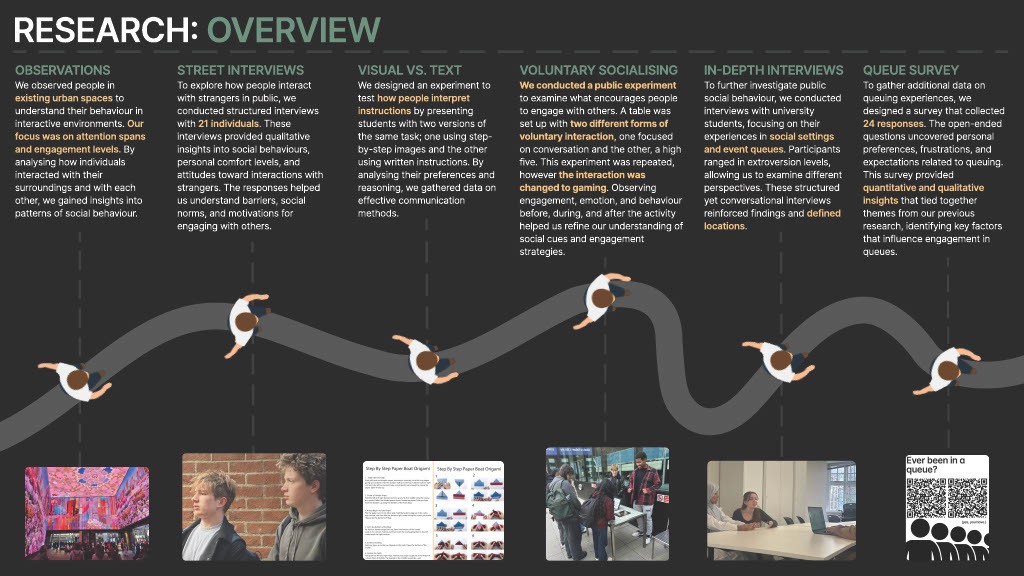 RESEARCH: OVERVIEW
OBSERVATIONS
We observed people in
existing urban spaces to
understand their behaviour in
interactive environments. Our
focus was on attention spans
and engagement levels. By
analysing how individuals
interacted with their
surroundings and with each
other, we gained insights into
patterns of social behaviour.
STREET INTERVIEWS
To explore how people interact
with strangers in public, we
conducted structured interviews
with 21 individuals. These
interviews provided qualitative
insights into social behaviours,
personal comfort levels, and
attitudes toward interactions with
strangers. The responses helped
us understand barriers, social
norms, and motivations for
engaging with others.
VISUAL VS. TEXT
We designed an experiment to
test how people interpret
instructions by presenting
students with two versions of
the same task; one using step-
by-step images and the other
using written instructions. By
analysing their preferences and
reasoning, we gathered data on
effective communication
methods.
VOLUNTARY SOCIALISING
We conducted a public experiment
to examine what encourages people
to engage with others. A table was
set up with two different forms of
voluntary interaction, one focused
on conversation and the other, a high
five. This experiment was repeated,
however the interaction was
changed to gaming. Observing
engagement, emotion, and behaviour
before, during, and after the activity
helped us refine our understanding of
social cues and engagement
strategies.
IN-DEPTH INTERVIEWS
To further investigate public
social behaviour, we conducted
interviews with university
students, focusing on their
experiences in social settings
and event queues. Participants
ranged in extroversion levels,
allowing us to examine different
perspectives. These structured
yet conversational interviews
reinforced findings and defined
locations.
QUEUE SURVEY
To gather additional data on
queuing experiences, we
designed a survey that collected
24 responses. The open-ended
questions uncovered personal
preferences, frustrations, and
expectations related to queuing.
This survey provided
quantitative and qualitative
insights that tied together
themes from our previous
research, identifying key factors
that influence engagement in
queues.
Step By Step Paper Boat Origami
Step By Step Paper Boat Origami
Ever been in a
queue?
(yes, you have.)